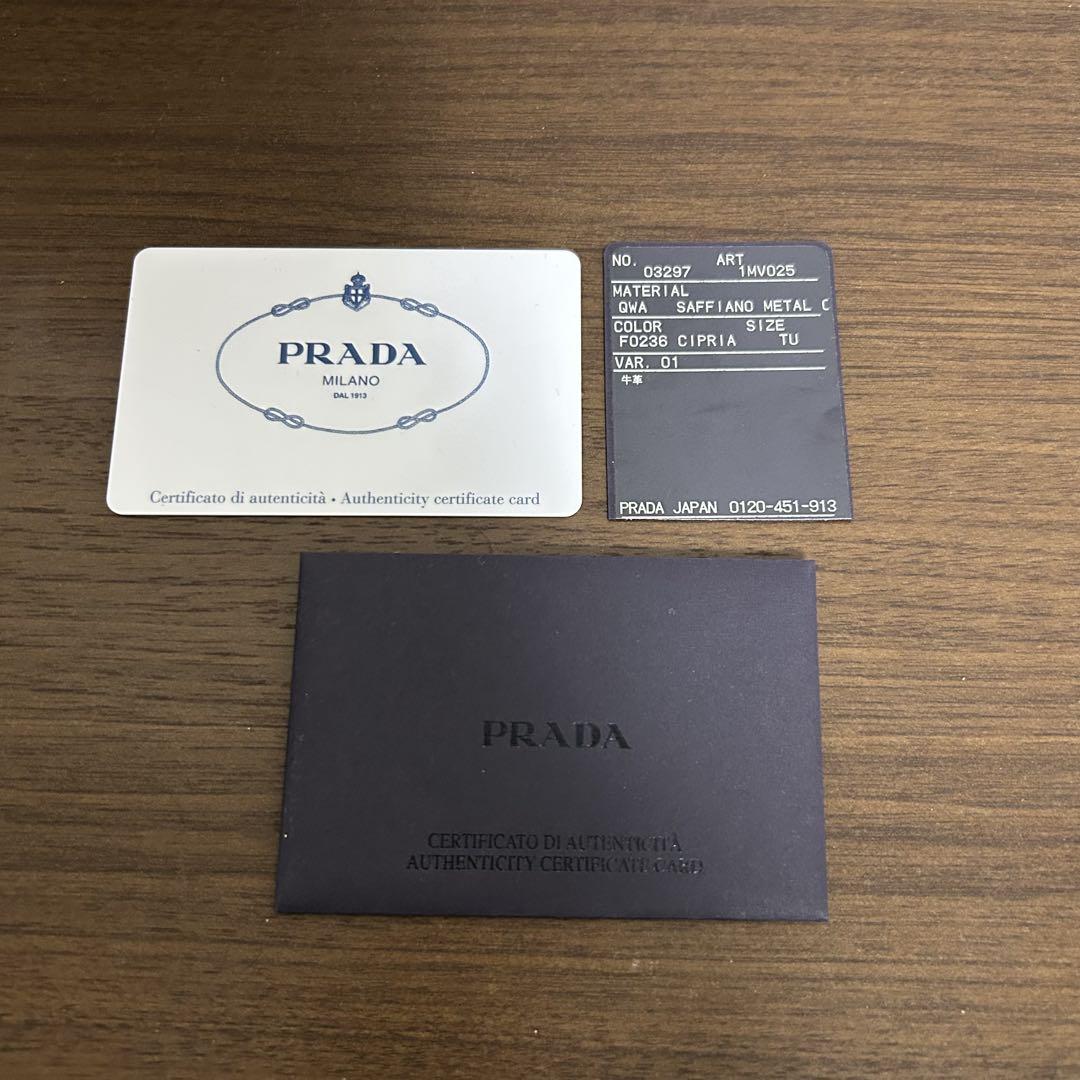 PRADA
MILANO
DAL 1913
Certificato di autenticità • Authenticity certificate card
NO. ART
03297 1MV025
MATERIAL
QWA SAFFIANO METAL C
COLOR SIZE
F0236 CIPRIA TU
VAR. 01
牛革
PRADA JAPAN 0120-451-913
PRADA
CERTIFICATO DI AUTENTICITÀ
AUTHENTICITY CERTIFICATE CARD